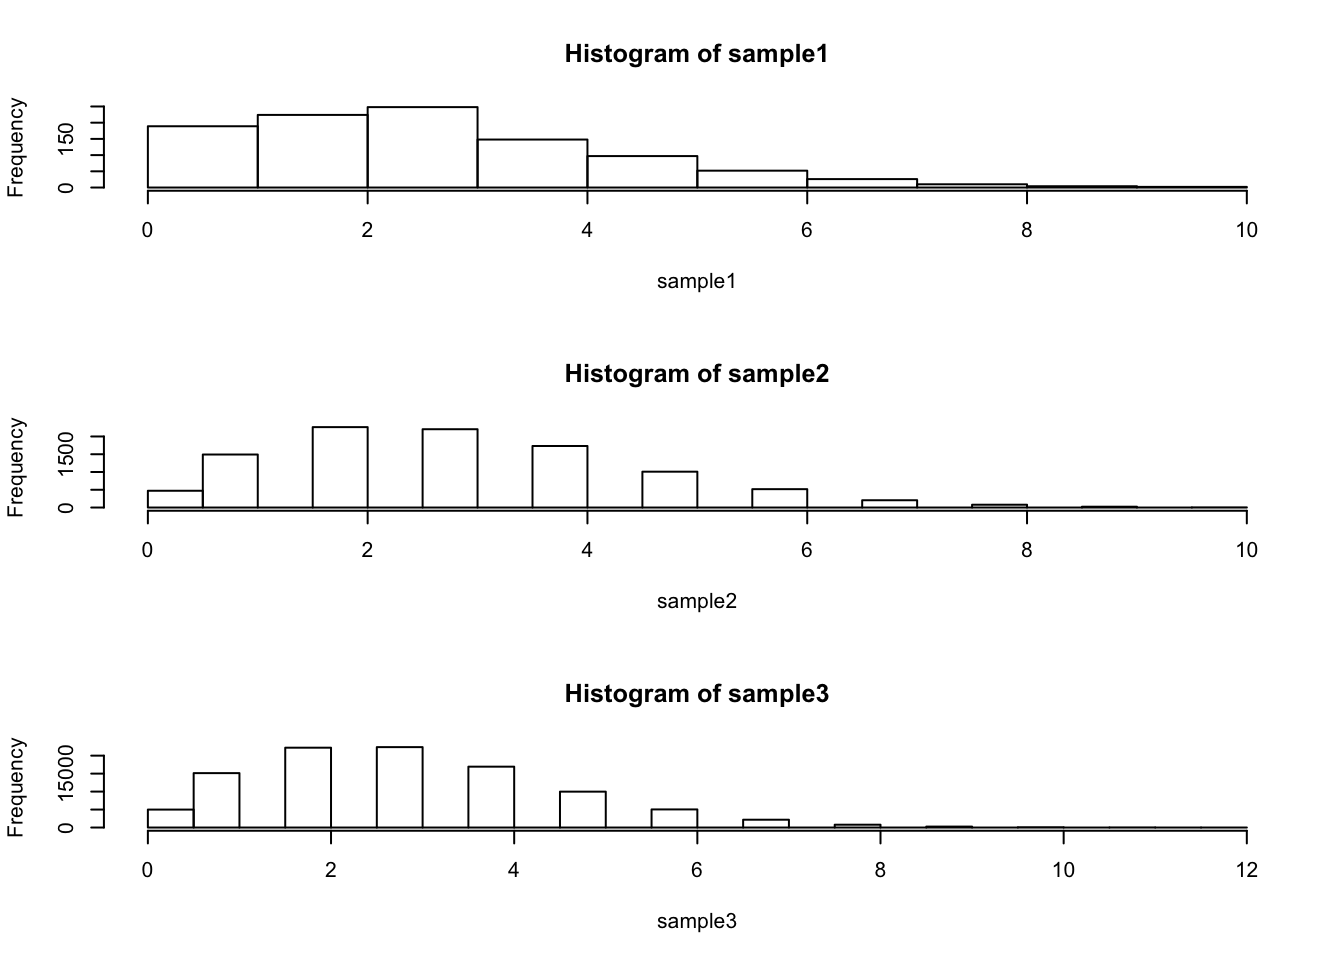 Histogram of sample1
Frequency
150
0
0 2 4 6 8 10
sample1
Histogram of sample2
Frequency
1500
0
0 2 4 6 8 10
sample2
Histogram of sample3
Frequency
15000
0
0 2 4 6 8 10 12
sample3